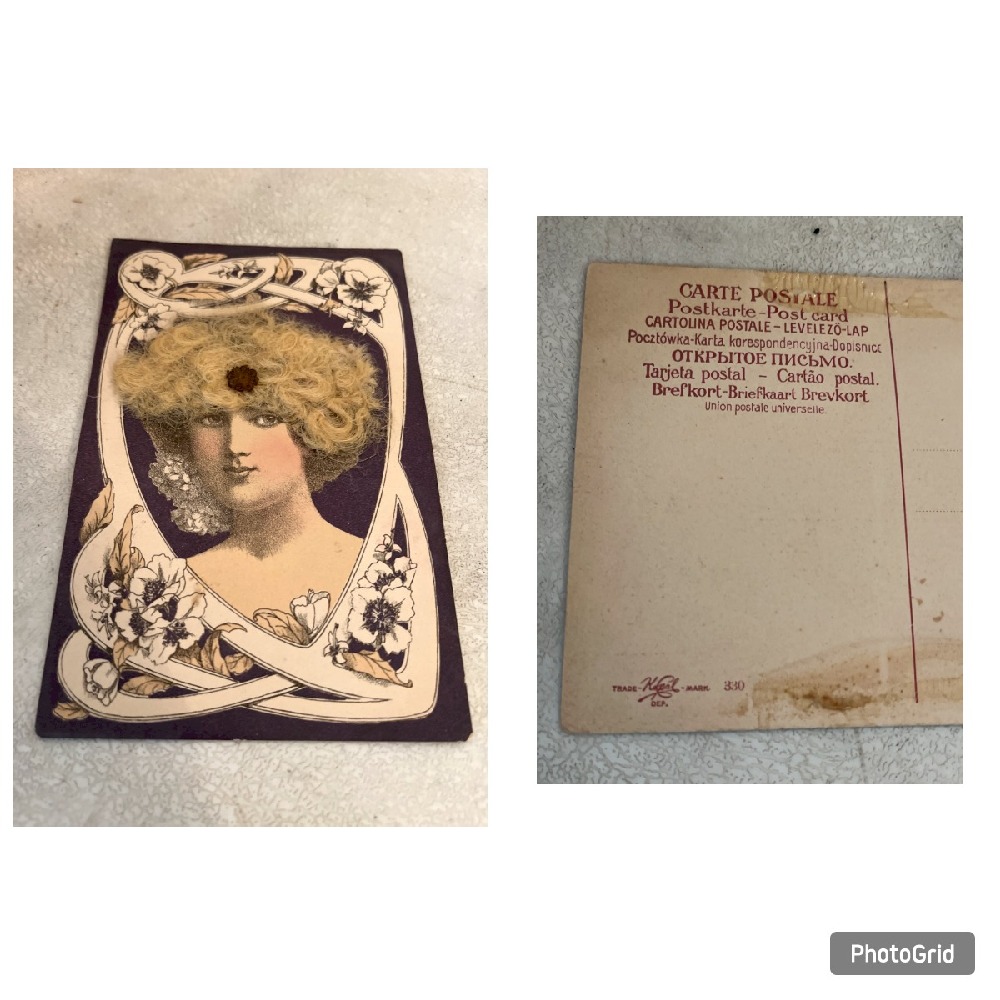 CARTE POSTALE
Postkarte-Post card
CARTOLINA POSTALE-LEVELEZŐ-LAP
Pocztówka-Karta korespondencyjna-Dopisnice
ОТКРЫТОЕ ПИСЬМО.
Tarjeta postal - Cartão postal.
Brefkort-Briefkaart Brevkort
Union postale universelle
TRADE- -MARK 330
DEP.
PhotoGrid